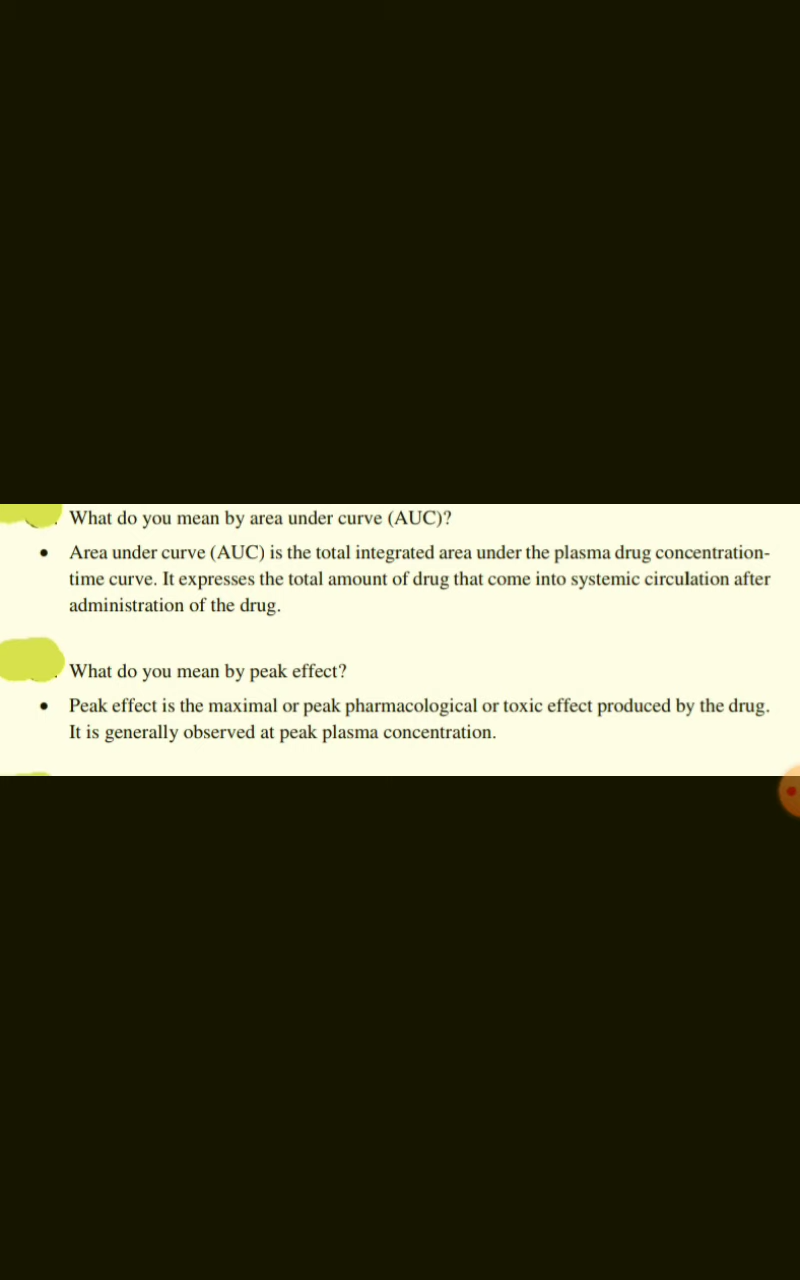 What do you mean by area under curve (AUC)?
• Area under curve (AUC) is the total integrated area under the plasma drug concentration-
time curve. It expresses the total amount of drug that come into systemic circulation after
administration of the drug.
What do you mean by peak effect?
• Peak effect is the maximal or peak pharmacological or toxic effect produced by the drug.
It is generally observed at peak plasma concentration.